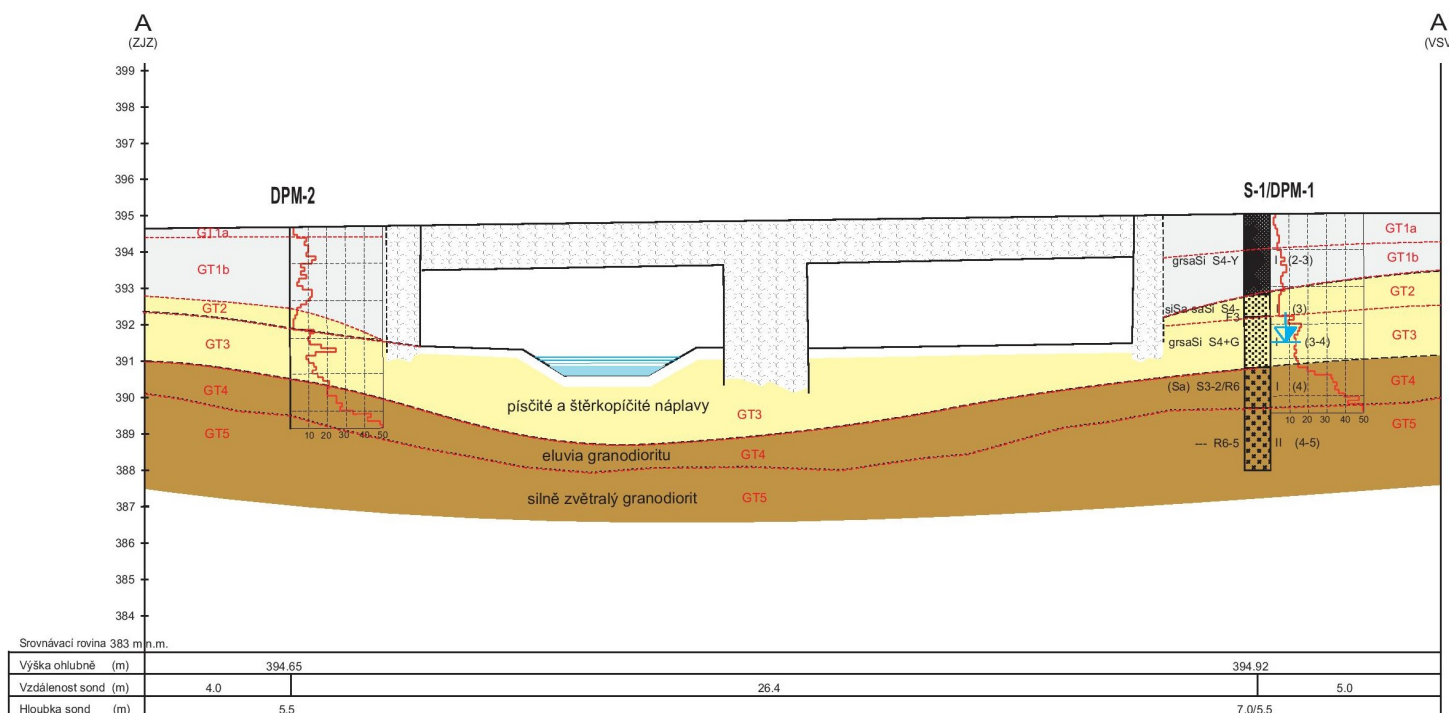 A A
(ZJZ) (VSV
399
398
397
396
395
394
393
392
391
390
389
388
387
386
385
384
DPM-2
S-1/DPM-1
GT1a
GT1b
GT2
GT3
GT4
GT5
10 20 30 40 50
písčité a štěrkopíčité náplavy
GT3
eluvia granodioritu
GT4
silně zvětralý granodiorit
GT5
grsaSi S4-Y I (2-3)
siSa-saSi S4- (3)
F3
grsaSi S4+G I (3-4)
(Sa) S3-2/R6 I (4)
--- R6-5 II (4-5)
10 20 30 40 50
GT1a
GT1b
GT2
GT3
GT4
GT5
Srovnávací rovina 383 m n.m.
Výška ohlubně (m) 394.65 394.92
Vzdálenost sond (m) 4.0 26.4 5.0
Hloubka sond (m) 5.5 7.0/5.5